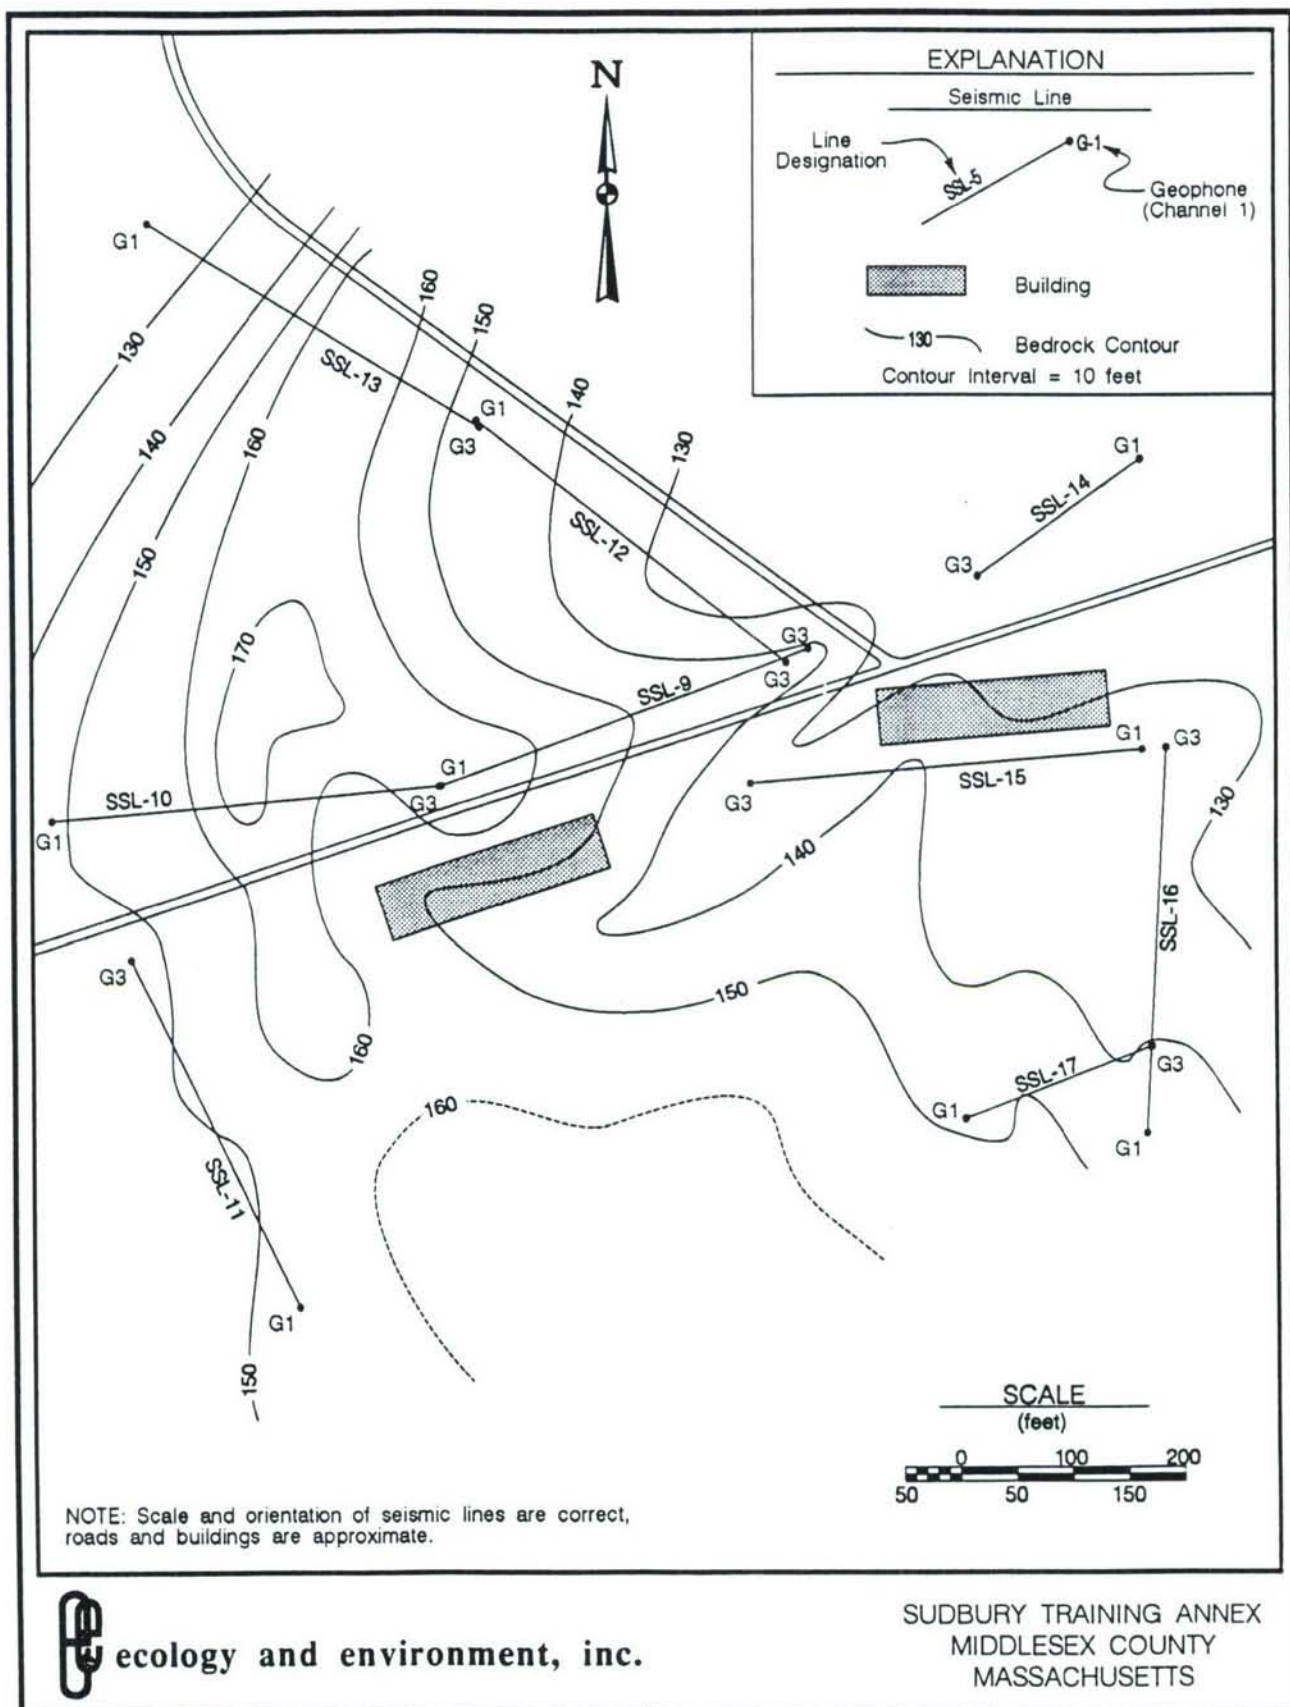 EXPLANATION
Seismic Line
Line
Designation
SSL-5
G-1
Geophone
(Channel 1)
Building
130
Bedrock Contour
Contour Interval = 10 feet
N
G1
130
SSL-13
160
150
140
130
G1
G3
140
160
150
SSL-12
G1
SSL-14
G3
170
G3
G3
SSL-9
G1
G3
SSL-10
G1
G3
G1
SSL-15
G3
130
140
SSL-16
G3
150
160
SSL-17
G3
G1
G1
160
SSL-11
G1
150
SCALE
(feet)
0 100 200
50 50 150
NOTE: Scale and orientation of seismic lines are correct,
roads and buildings are approximate.
ecology and environment, inc.
SUDBURY TRAINING ANNEX
MIDDLESEX COUNTY
MASSACHUSETTS